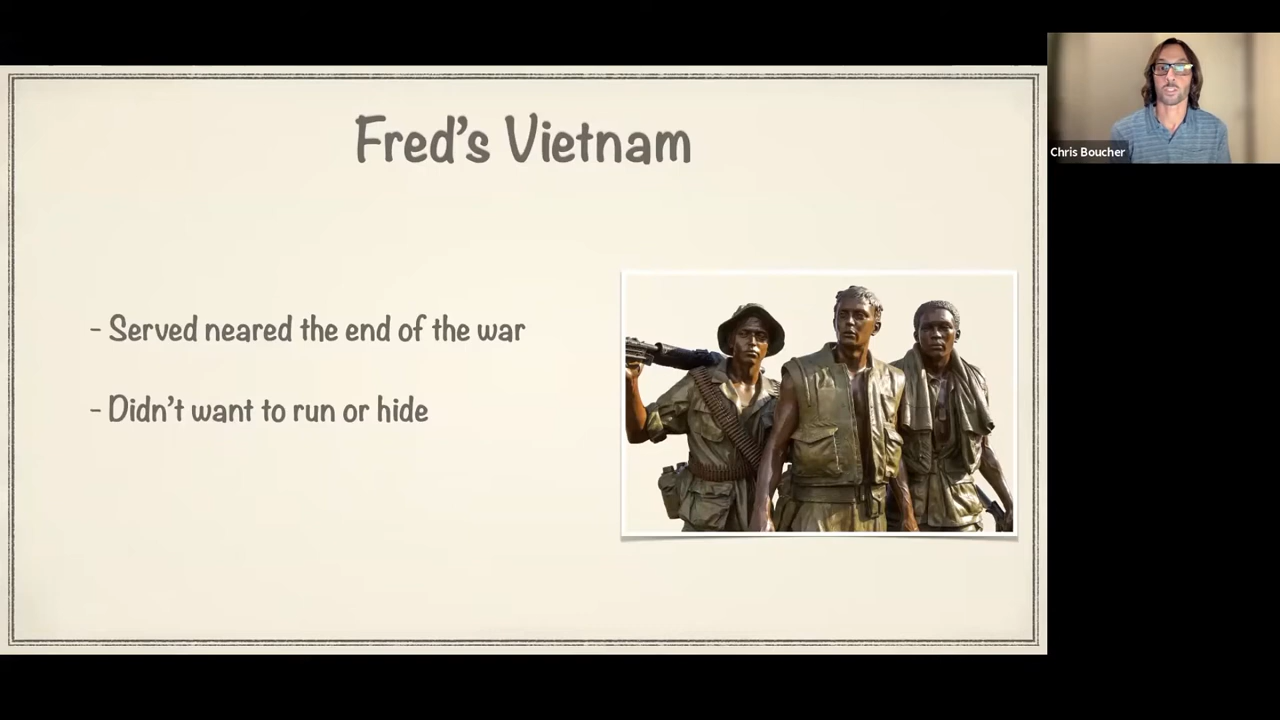 Fred's Vietnam
- Served neared the end of the war
- Didn't want to run or hide
Chris Boucher